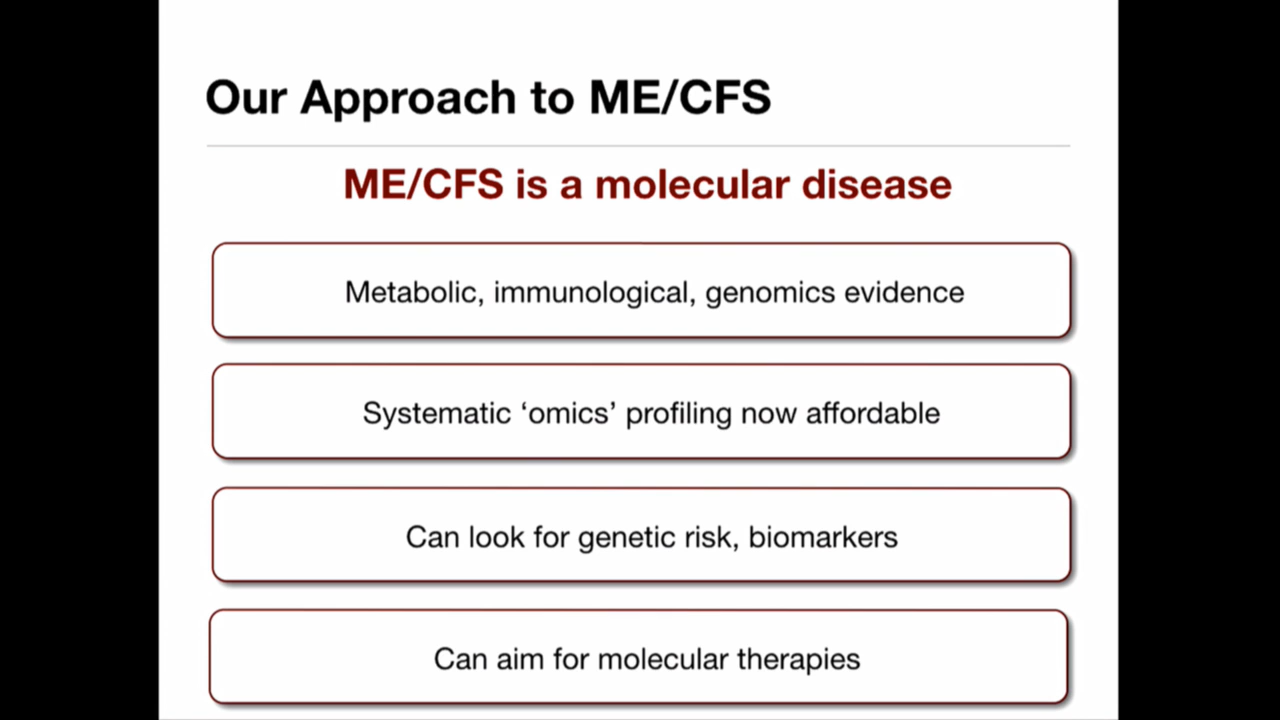 Our Approach to ME/CFS
ME/CFS is a molecular disease
Metabolic, immunological, genomics evidence
Systematic ‘omics’ profiling now affordable
Can look for genetic risk, biomarkers
Can aim for molecular therapies